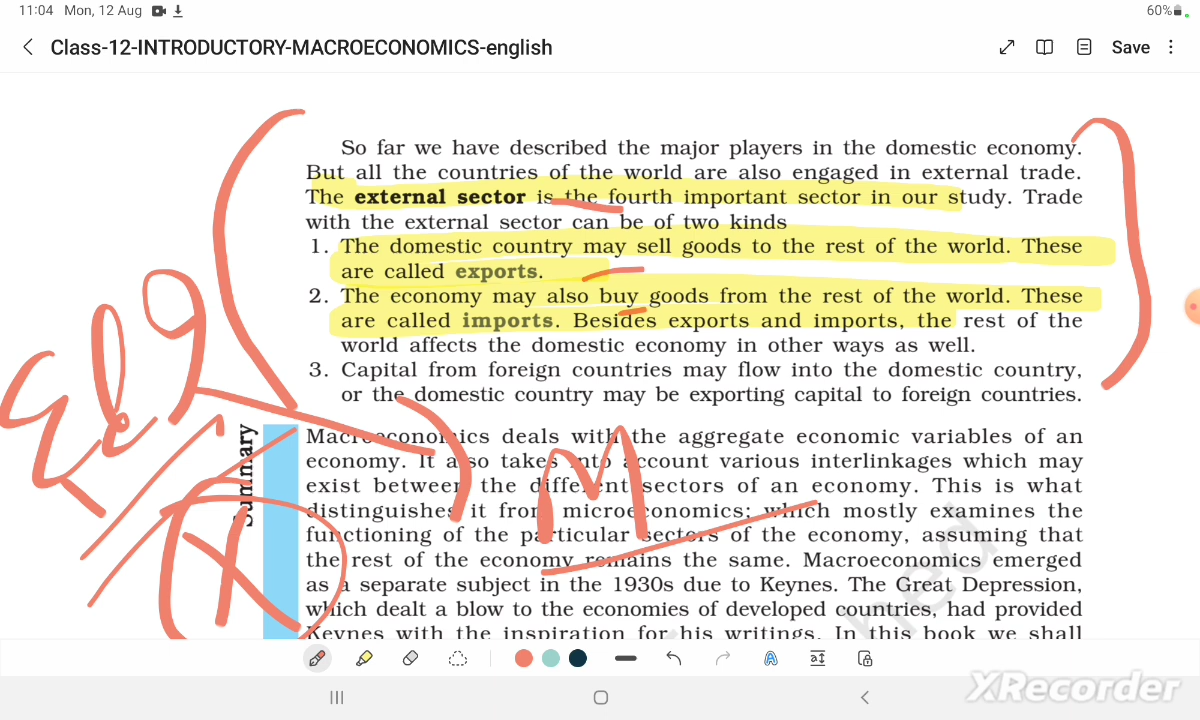 11:04 Mon, 12 Aug
60%
Class-12-INTRODUCTORY-MACROECONOMICS-english
Save
So far we have described the major players in the domestic economy.
But all the countries of the world are also engaged in external trade.
The external sector is the fourth important sector in our study. Trade
with the external sector can be of two kinds
1. The domestic country may sell goods to the rest of the world. These
are called exports.
2. The economy may also buy goods from the rest of the world. These
are called imports. Besides exports and imports, the rest of the
world affects the domestic economy in other ways as well.
3. Capital from foreign countries may flow into the domestic country,
or the domestic country may be exporting capital to foreign countries.
Summary
Macroeconomics deals with the aggregate economic variables of an
economy. It also takes into account various interlinkages which may
exist between the different sectors of an economy. This is what
distinguishes it from microeconomics; which mostly examines the
functioning of the particular sectors of the economy, assuming that
the rest of the economy remains the same. Macroeconomics emerged
as a separate subject in the 1930s due to Keynes. The Great Depression,
which dealt a blow to the economies of developed countries, had provided
Keynes with the inspiration for his writings. In this book we shall
M
X
XRecorder